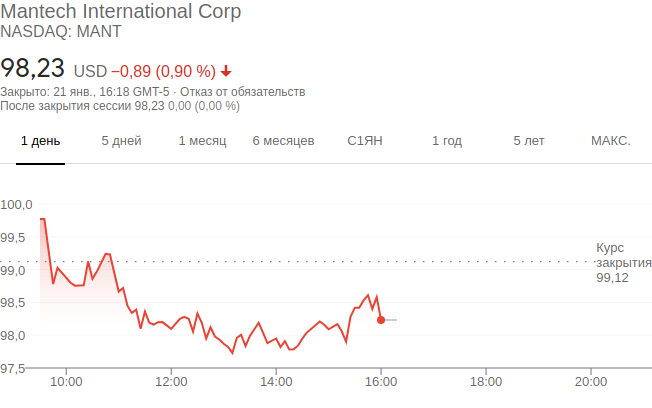 Mantech International Corp
NASDAQ: MANT
98,23 USD −0,89 (0,90 %)
Закрыто: 21 янв., 16:18 GMT-5 · Отказ от обязательств
После закрытия сессии 98,23 0,00 (0,00 %)
1 день 5 дней 1 месяц 6 месяцев С1ЯН 1 год 5 лет МАКС.
100,0
99,5
Курс
закрытия
99,12
99,0
98,5
98,0
97,5
10:00 12:00 14:00 16:00 18:00 20:00